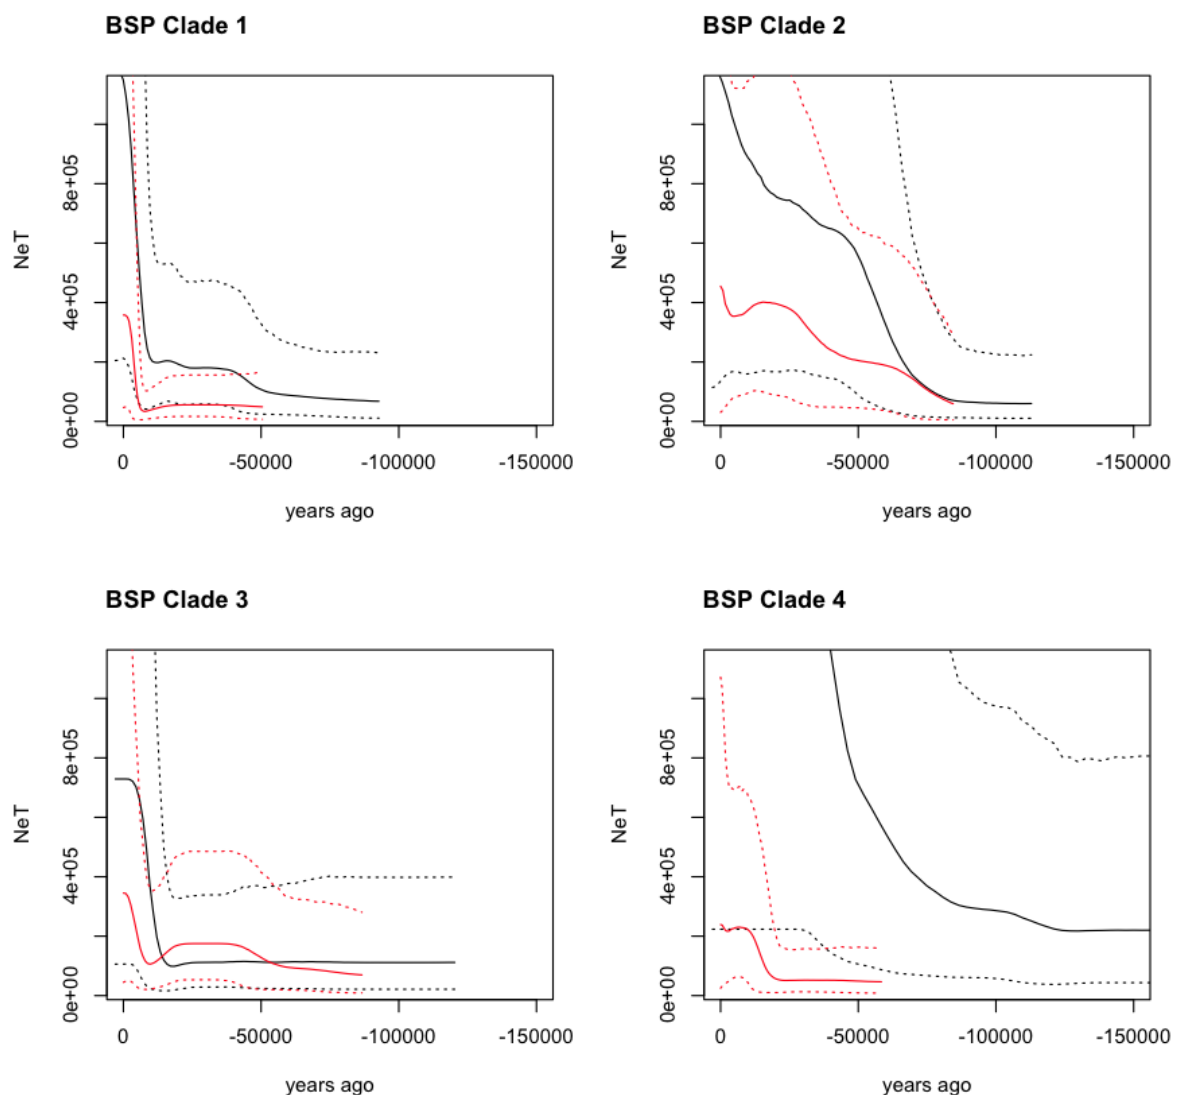 BSP Clade 1
NeT
8e+05
4e+05
0e+00
0 -50000 -100000 -150000
years ago
BSP Clade 2
NeT
8e+05
4e+05
0e+00
0 -50000 -100000 -150000
years ago
BSP Clade 3
NeT
8e+05
4e+05
0e+00
0 -50000 -100000 -150000
years ago
BSP Clade 4
NeT
8e+05
4e+05
0e+00
0 -50000 -100000 -150000
years ago